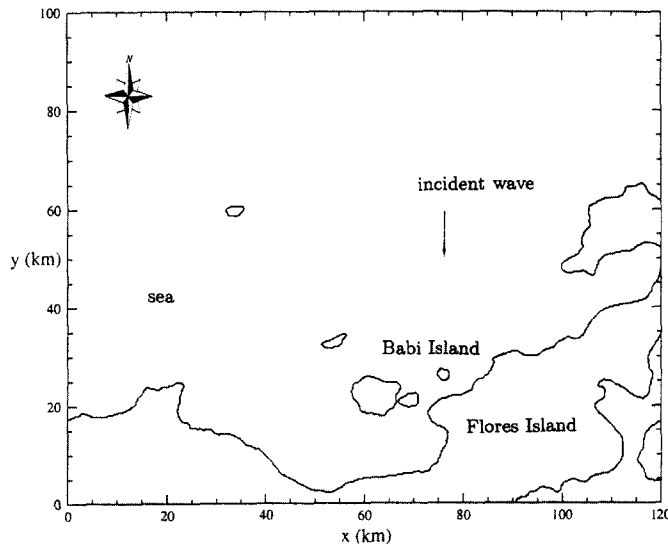 100
N
80
incident wave
60
y (km)
sea
40
Babi Island
20
Flores Island
0
0 20 40 60 80 100 120
x (km)